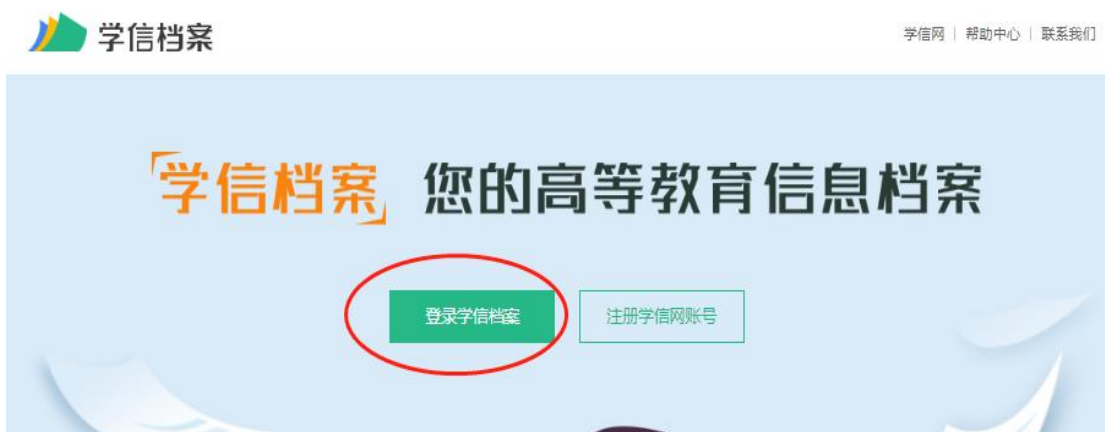 学信档案
学信网 | 帮助中心 | 联系我们
「学信档案」 您的高等教育信息档案
登录学信档案
注册学信网账号